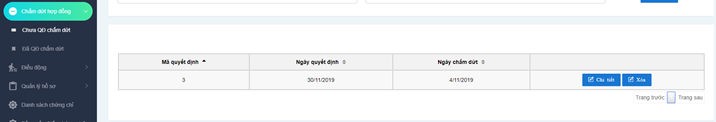 Chấm dứt hợp đồng
Chưa QĐ chấm dứt
Đã QĐ chấm dứt
Điều động
Quản lý hồ sơ
Danh sách chứng chỉ
Mã quyết định Ngày quyết định Ngày chấm dứt
3 30/11/2019 4/11/2019 Chi tiết Xóa
Trang trước Trang sau